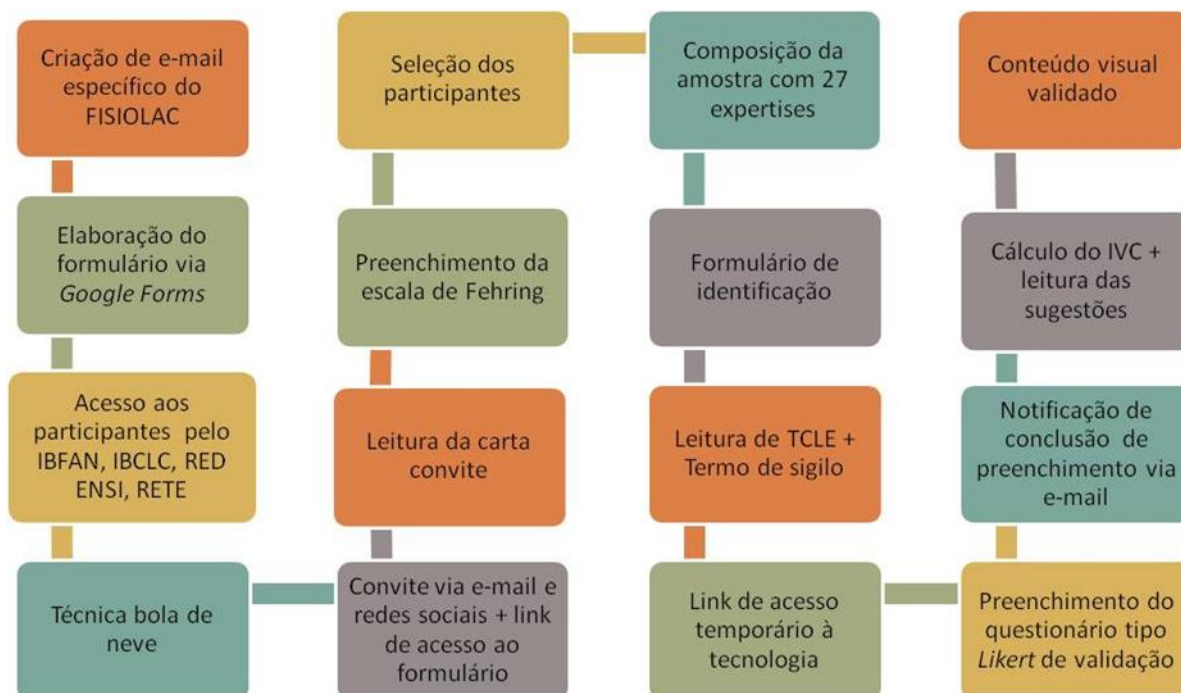 Criação de e-mail
específico do
FISIOLAC
Elaboração do
formulário via
Google Forms
Acesso aos
participantes pelo
IBFAN, IBCLC, RED
ENSI, RETE
Técnica bola de
neve
Convite via e-mail e
redes sociais + link
de acesso ao
formulário
Leitura da carta
convite
Preenchimento da
escala de Fehring
Seleção dos
participantes
Composição da
amostra com 27
expertises
Formulário de
identificação
Leitura de TCLE +
Termo de sigilo
Link de acesso
temporário à
tecnologia
Preenchimento do
questionário tipo
Likert de validação
Notificação de
conclusão de
preenchimento via
e-mail
Cálculo do IVC +
leitura das
sugestões
Conteúdo visual
validado